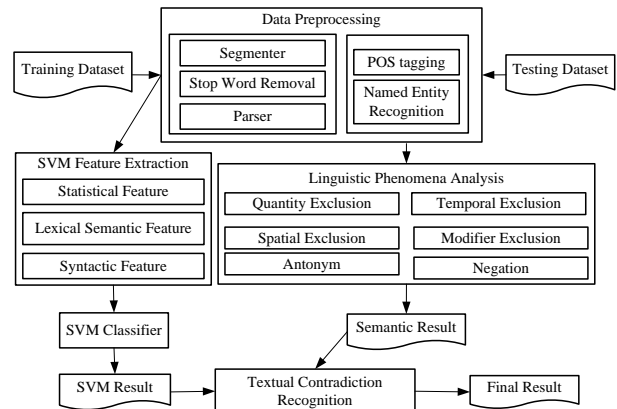 Data Preprocessing
Segmenter
Stop Word Removal
Parser
POS tagging
Named Entity
Recognition
Training Dataset
Testing Dataset
SVM Feature Extraction
Statistical Feature
Lexical Semantic Feature
Syntactic Feature
Linguistic Phenomena Analysis
Quantity Exclusion
Temporal Exclusion
Spatial Exclusion
Modifier Exclusion
Antonym
Negation
SVM Classifier
Semantic Result
SVM Result
Textual Contradiction
Recognition
Final Result